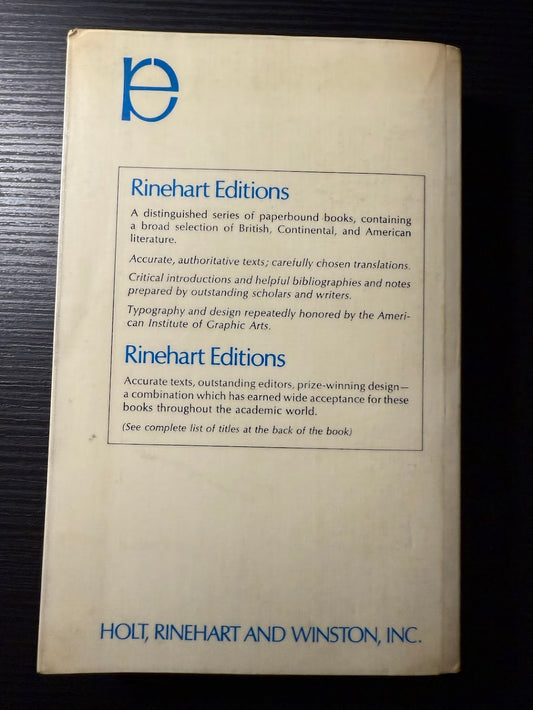 re
Rinehart Editions
A distinguished series of paperbound books, containing
a broad selection of British, Continental, and American
literature.
Accurate, authoritative texts; carefully chosen translations.
Critical introductions and helpful bibliographies and notes
prepared by outstanding scholars and writers.
Typography and design repeatedly honored by the Ameri-
can Institute of Graphic Arts.
Rinehart Editions
Accurate texts, outstanding editors, prize-winning design—
a combination which has earned wide acceptance for these
books throughout the academic world.
(See complete list of titles at the back of the book)
HOLT, RINEHART AND WINSTON, INC.